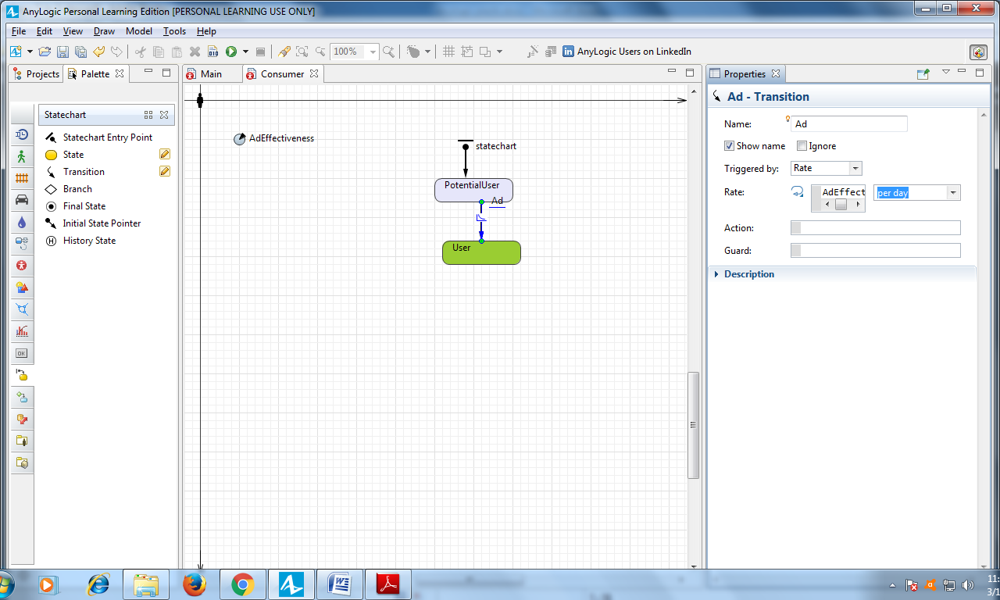 AnyLogic Personal Learning Edition [PERSONAL LEARNING USE ONLY]
File Edit View Draw Model Tools Help
100% AnyLogic Users on LinkedIn
Projects Palette
Main Consumer
Properties
Statechart
Statechart Entry Point
State
Transition
Branch
Final State
Initial State Pointer
History State
OK
AdEffectiveness
statechart
PotentialUser
Ad
User
Ad - Transition
Name: Ad
Show name Ignore
Triggered by: Rate
Rate: AdEffect per day
Action:
Guard:
Description
11:
3/1